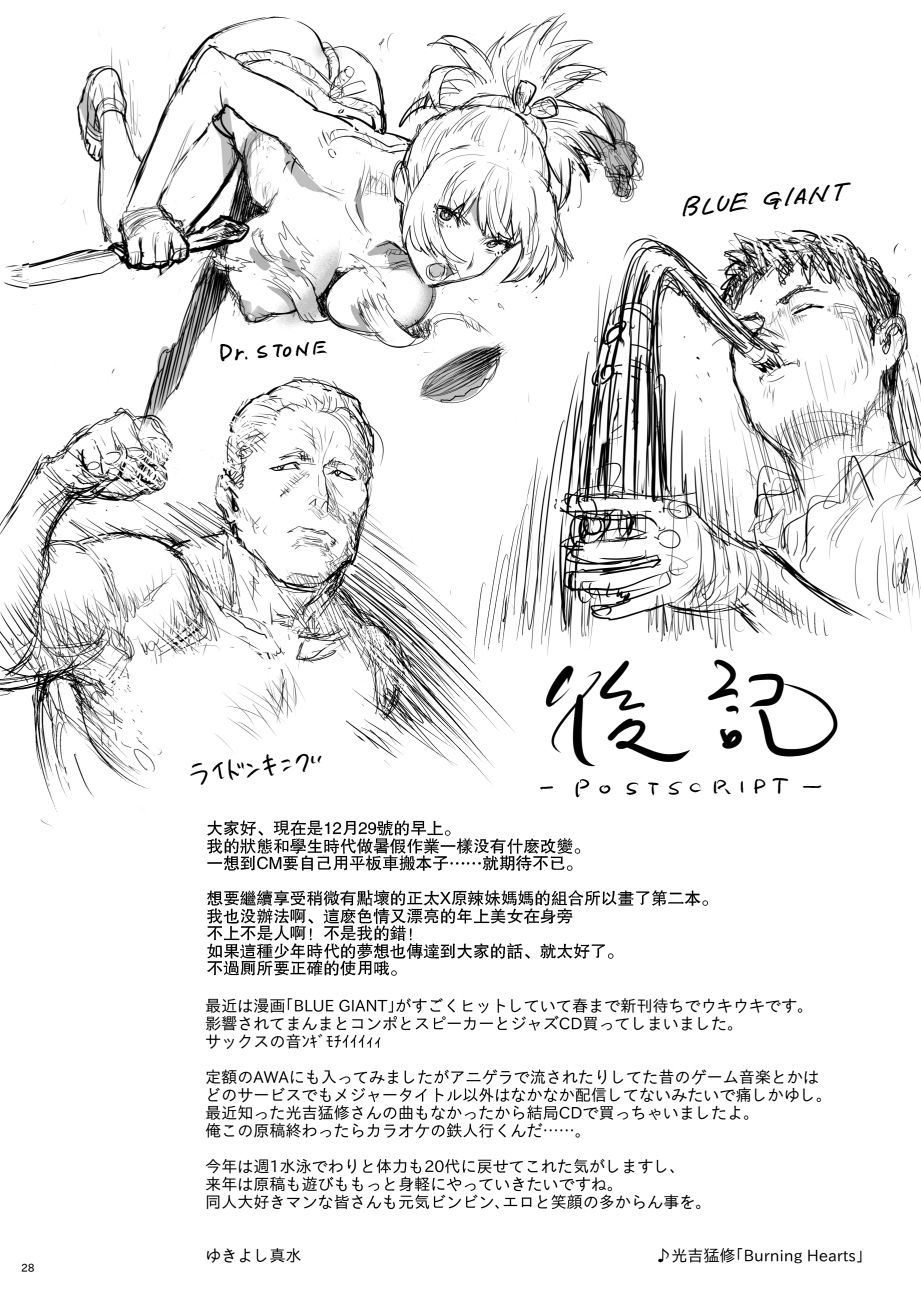 BLUE GIANT
Dr. STONE
ライドンキング
後記
- POSTSCRIPT -
大家好、現在是12月29號的早上。
我的狀態和學生時代做暑假作業一樣没有什麽改變。
一想到CM要自己用平板車搬本子……就期待不已。
想要繼續享受稍微有點壞的正太X原辣妹媽媽的組合所以畫了第二本。
我也没辦法啊、這麽色情又漂亮的年上美女在身旁
不上不是人啊！不是我的錯！
如果這種少年時代的夢想也傳達到大家的話、就太好了。
不過厠所要正確的使用哦。
最近は漫画「BLUE GIANT」がすごくヒットしていて春まで新刊待ちでウキウキです。
影響されてまんまとコンポとスピーカーとジャズCD買ってしまいました。
サックスの音ﾝｷﾞﾓﾁｲｲｲｨｨ
定額のAWAにも入ってみましたがアニゲラで流されたりしてた昔のゲーム音楽とかは
どのサービスでもメジャータイトル以外はなかなか配信してないみたいで痛しかゆし。
最近知った光吉猛修さんの曲もなかったから結局CDで買っちゃいましたよ。
俺この原稿終わったらカラオケの鉄人行くんだ……。
今年は週1水泳でわりと体力も20代に戻せてこれた気がしますし、
来年は原稿も遊びももっと身軽にやっていきたいですね。
同人大好きマンな皆さんも元気ビンビン、エロと笑顔の多からん事を。
ゆきよし真水
♪光吉猛修「Burning Hearts」
28